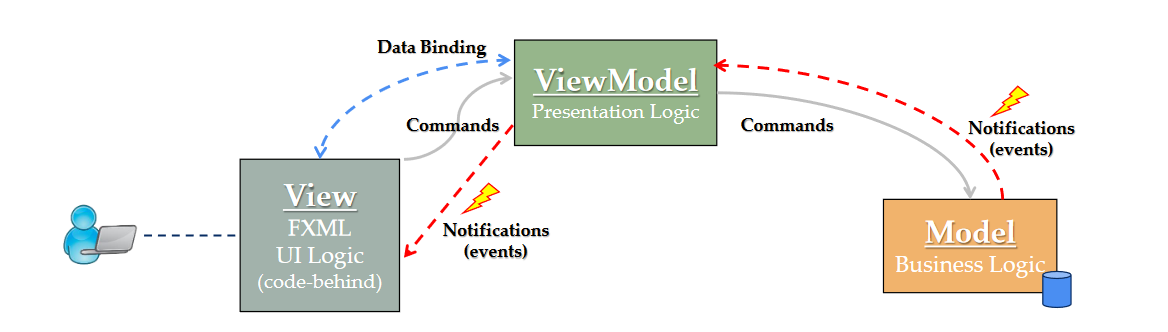 Data Binding
ViewModel
Presentation Logic
Commands
Commands
Notifications
(events)
View
FXML
UI Logic
(code-behind)
Notifications
(events)
Model
Business Logic